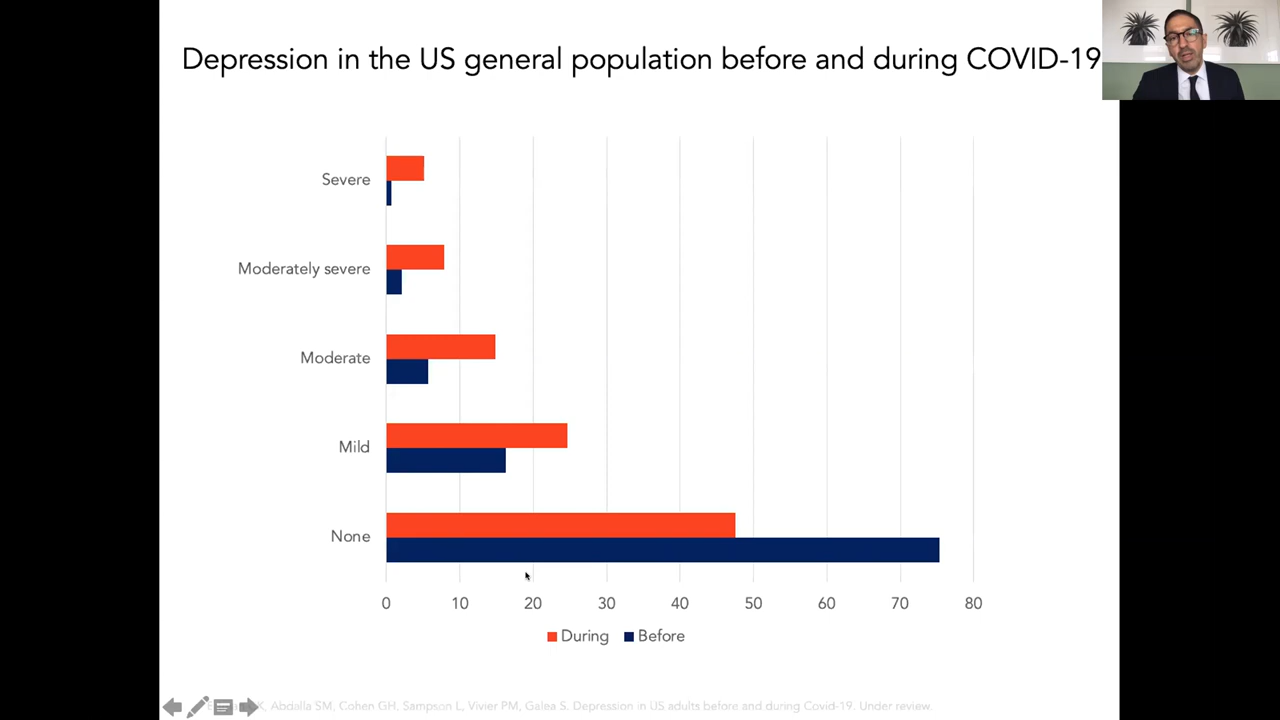 Depression in the US general population before and during COVID-19
Severe
Moderately severe
Moderate
Mild
None
0 10 20 30 40 50 60 70 80
During Before
X, Abdalla SM, Cohen GH, Sampson L, Vivier PM, Galea S. Depression in US adults before and during Covid-19. Under review.